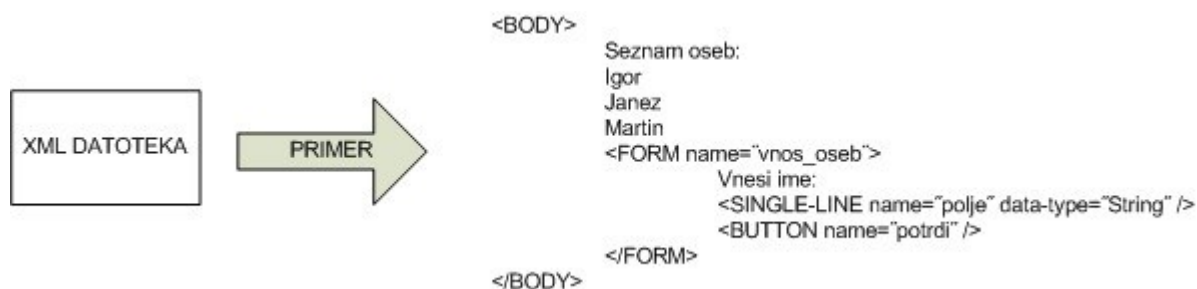 XML DATOTEKA
PRIMER
<BODY>
Seznam oseb:
Igor
Janez
Martin
<FORM name="vnos_oseb">
Vnesi ime:
<SINGLE-LINE name="polje" data-type="String" />
<BUTTON name="potrdi" />
</FORM>
</BODY>